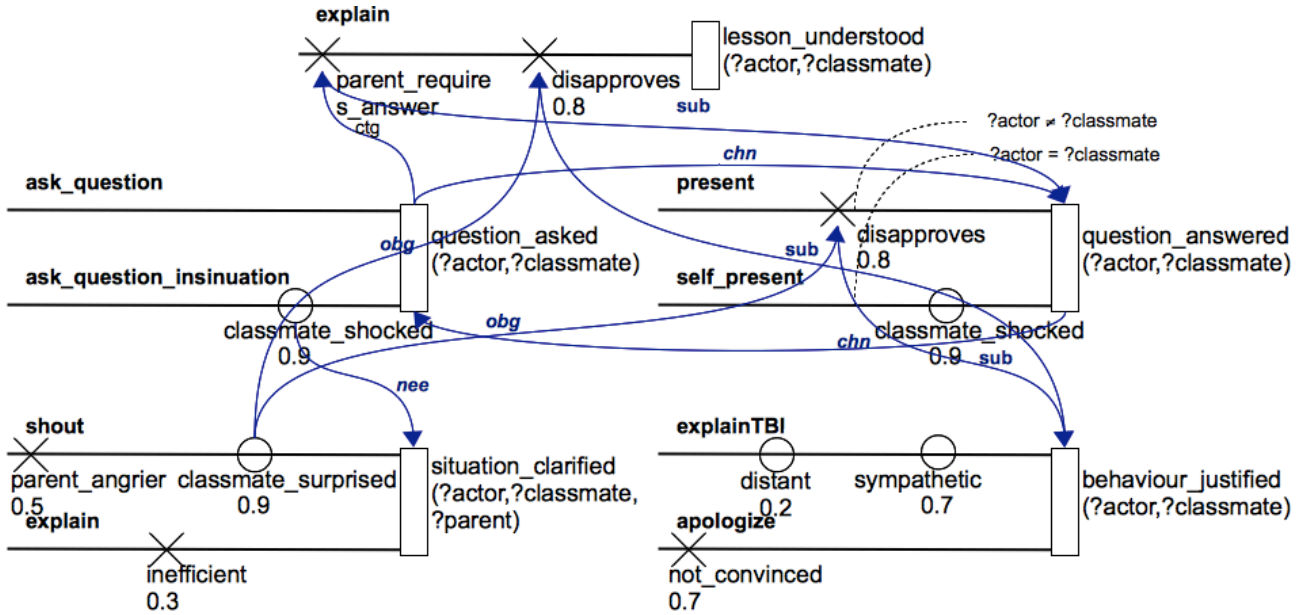 explain
lesson_understood
(?actor,?classmate)
parent_require
s_answer
ctg
disapproves
0.8
sub
?actor ≠ ?classmate
?actor = ?classmate
chn
ask_question
present
obg
question_asked
(?actor,?classmate)
disapproves
0.8
sub
question_answered
(?actor,?classmate)
ask_question_insinuation
self_present
classmate_shocked
0.9
obg
classmate_shocked
0.9
chn
sub
nee
shout
explainTBI
parent_angrier
0.5
classmate_surprised
0.9
situation_clarified
(?actor,?classmate,
?parent)
distant
0.2
sympathetic
0.7
behaviour_justified
(?actor,?classmate)
explain
apologize
inefficient
0.3
not_convinced
0.7